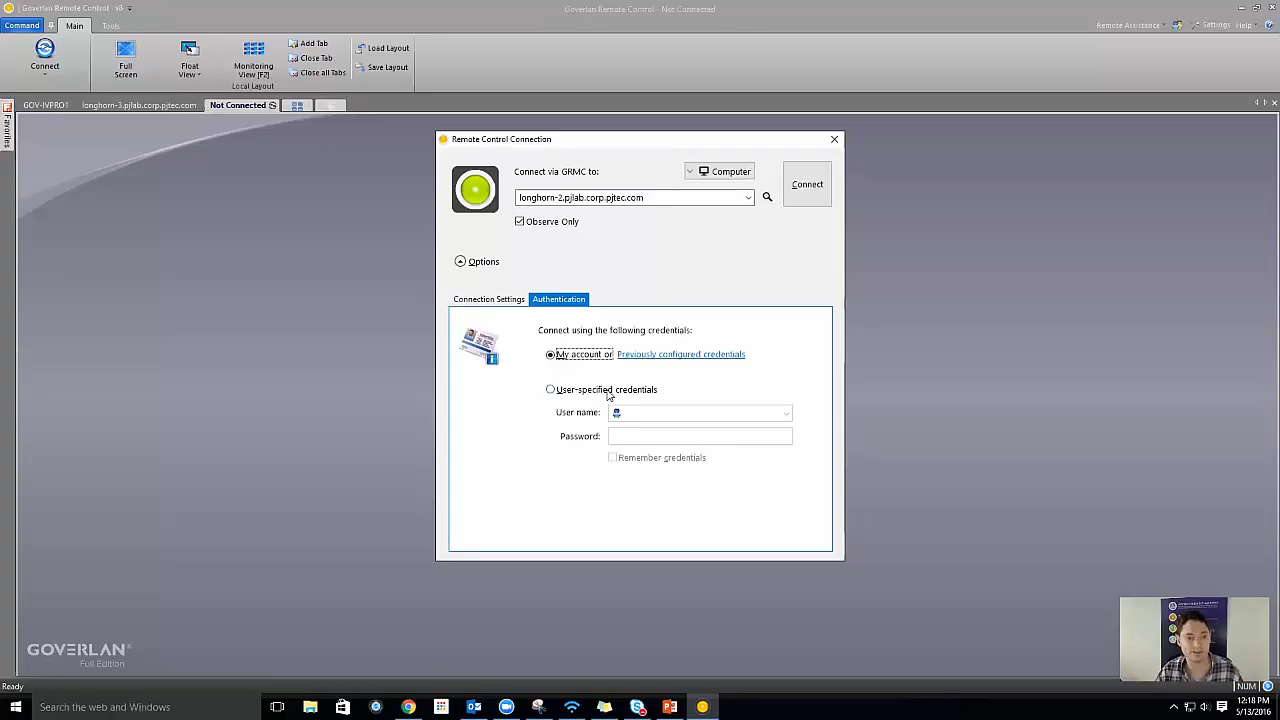 Goverlan Remote Control - v8
Goverlan Remote Control - Not Connected
Command
Main
Tools
Remote Assistance
Settings
Help
Connect
Full
Screen
Float
View
Monitoring
View [F2]
Add Tab
Close Tab
Close all Tabs
Load Layout
Save Layout
Local Layout
GOV-IVPRO1
longhorn-3.pjlab.corp.pjtec.com
Not Connected
Favorites
Remote Control Connection
Connect via GRMC to:
Computer
Connect
longhorn-2.pjlab.corp.pjtec.com
Observe Only
Options
Connection Settings
Authentication
Connect using the following credentials:
My account or Previously configured credentials
User-specified credentials
User name:
Password:
Remember credentials
GOVERLAN®
Full Edition
Ready
NUM
Search the web and Windows
12:18 PM
5/13/2016